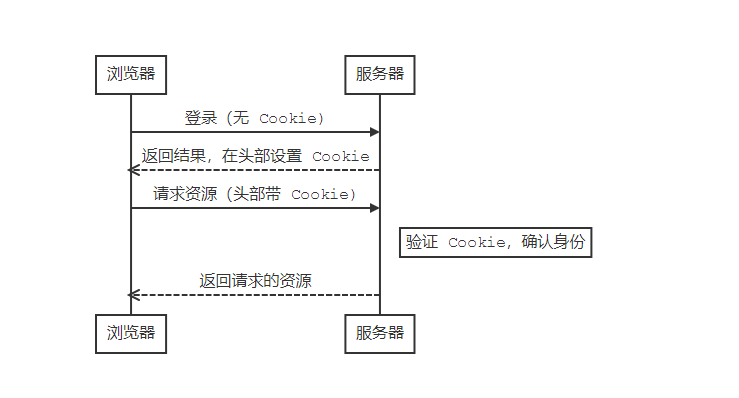 浏览器 服务器
登录（无 Cookie）
返回结果，在头部设置 Cookie
请求资源（头部带 Cookie）
验证 Cookie，确认身份
返回请求的资源
浏览器 服务器